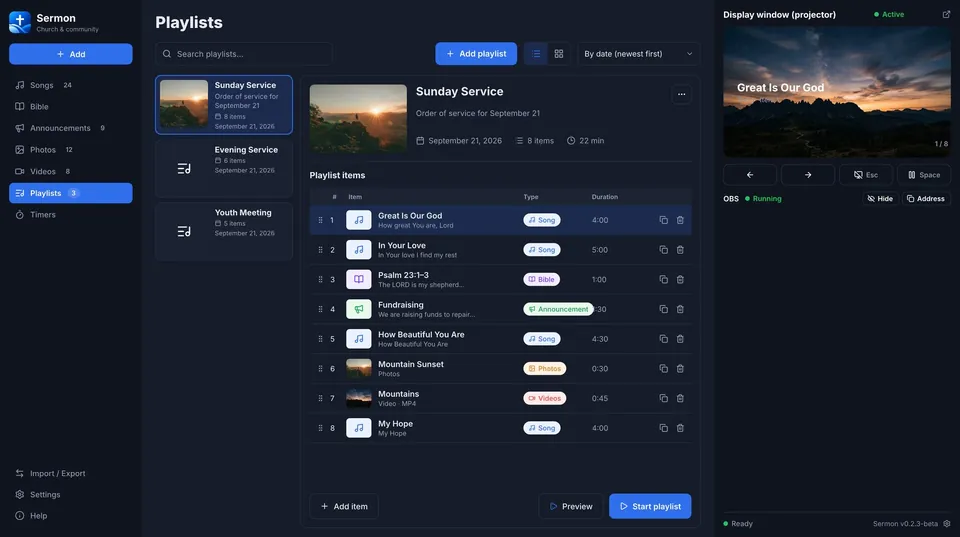 Sermon
Church & community
+ Add
Songs 24
Bible
Announcements 9
Photos 12
Videos 8
Playlists 3
Timers
Import / Export
Settings
Help
Playlists
Search playlists...
+ Add playlist
By date (newest first)
Sunday Service
Order of service for
September 21
8 items
September 21, 2026
Evening Service
6 items
September 21, 2026
Youth Meeting
5 items
September 21, 2026
Sunday Service
Order of service for September 21
September 21, 2026 8 items 22 min
Playlist items
# Item Type Duration
1 Great Is Our God Song 4:00
How great You are, Lord
2 In Your Love Song 5:00
In Your love I find my rest
3 Psalm 23:1–3 Bible 1:00
The LORD is my shepherd...
4 Fundraising Announcement :30
We are raising funds to repair...
5 How Beautiful You Are Song 4:30
How Beautiful You Are
6 Mountain Sunset Photos 0:30
Photos
7 Mountains Videos 0:45
Video · MP4
8 My Hope Song 4:00
My Hope
+ Add item
Preview
Start playlist
Display window (projector)
Active
Great Is Our God
1 / 8
Esc
Space
OBS Running
Hide
Address
Ready
Sermon v0.2.3-beta